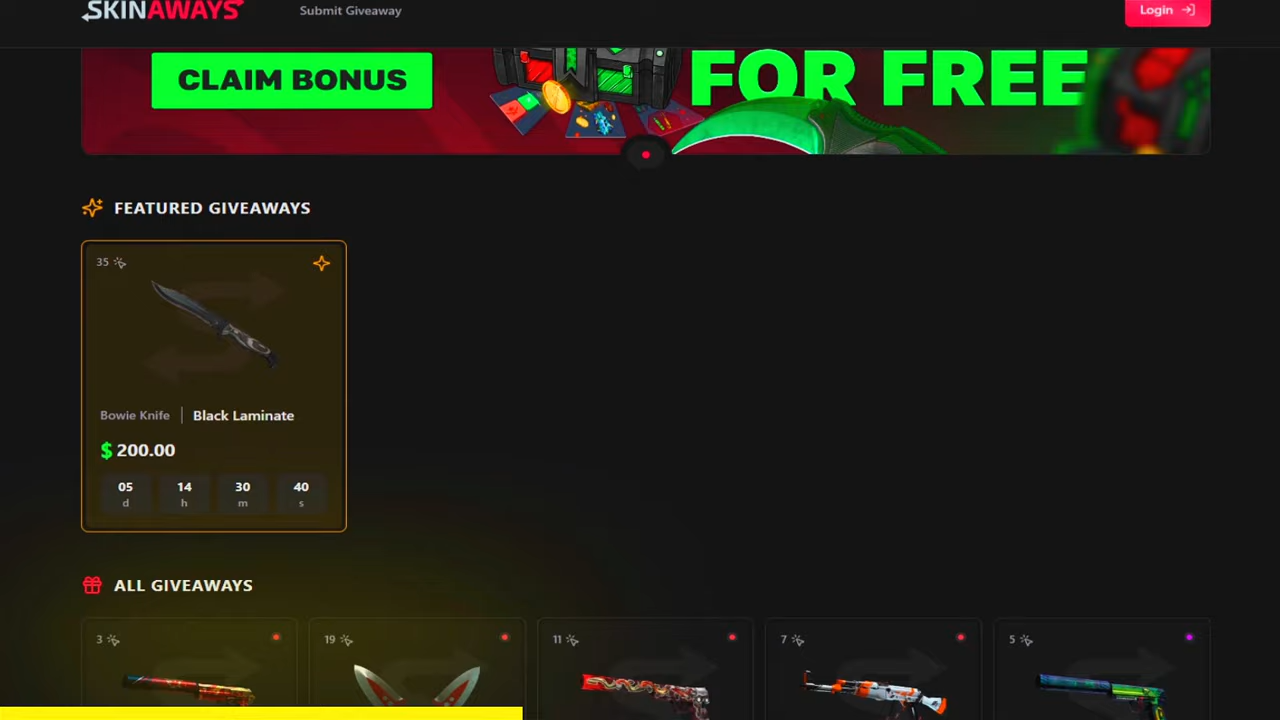 SKINAWAYS
Submit Giveaway
Login
CLAIM BONUS
FOR FREE
FEATURED GIVEAWAYS
35
Bowie Knife | Black Laminate
$ 200.00
05 14 30 40
d h m s
ALL GIVEAWAYS
3 19 11 7 5